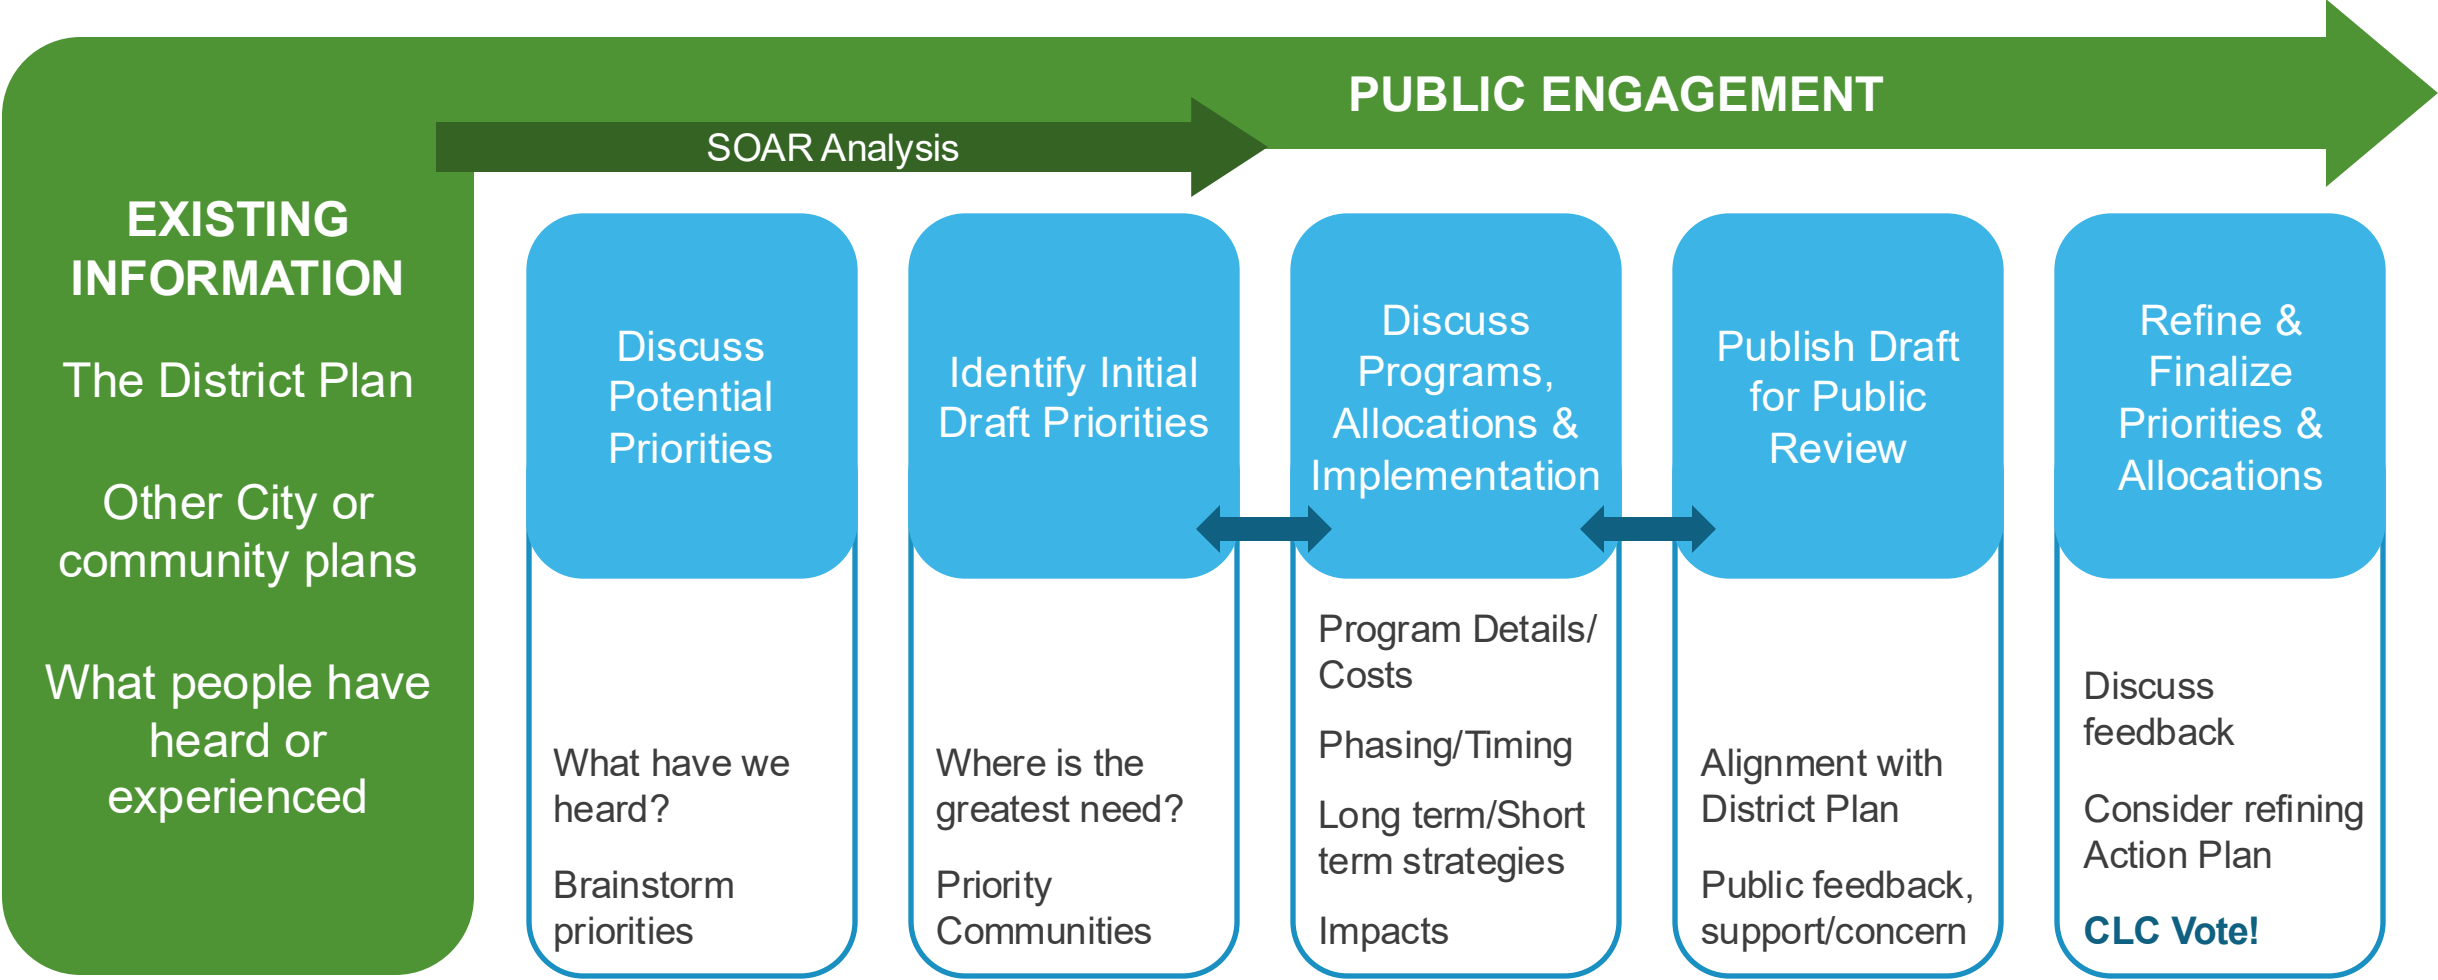 PUBLIC ENGAGEMENT
SOAR Analysis
EXISTING
INFORMATION
The District Plan
Other City or
community plans
What people have
heard or
experienced
Discuss
Potential
Priorities
What have we
heard?
Brainstorm
priorities
Identify Initial
Draft Priorities
Where is the
greatest need?
Priority
Communities
Discuss
Programs,
Allocations &
Implementation
Program Details/
Costs
Phasing/Timing
Long term/Short
term strategies
Impacts
Publish Draft
for Public
Review
Alignment with
District Plan
Public feedback,
support/concern
Refine &
Finalize
Priorities &
Allocations
Discuss
feedback
Consider refining
Action Plan
CLC Vote!